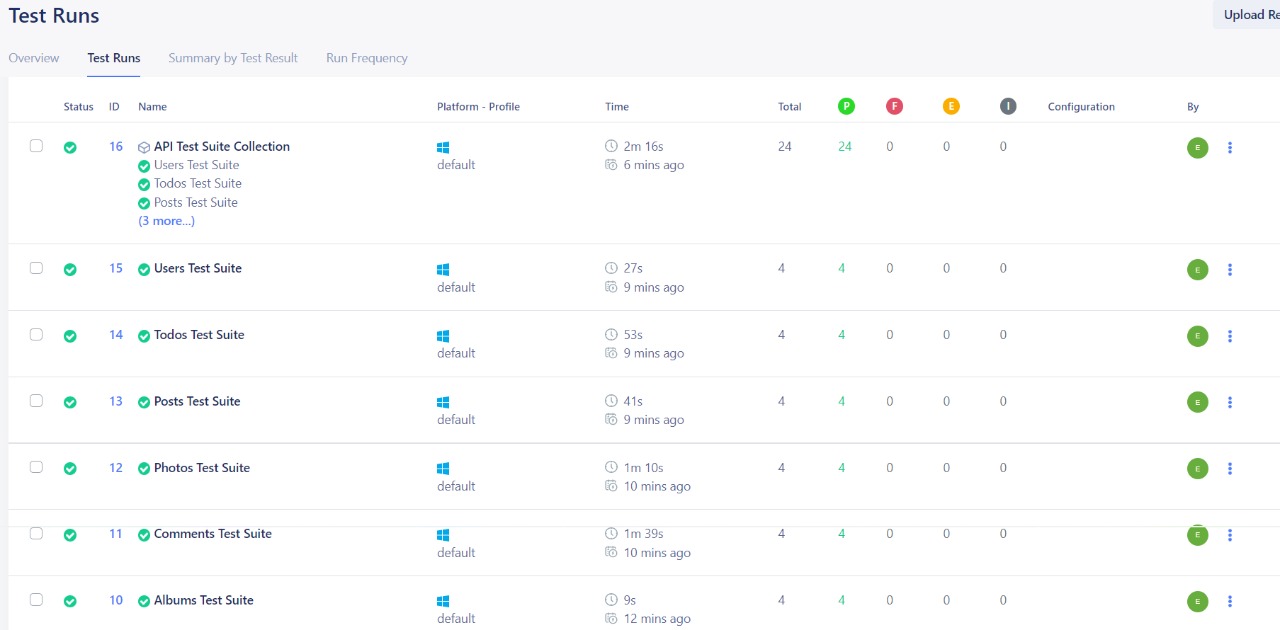 Test Runs
Upload Re
Overview Test Runs Summary by Test Result Run Frequency
Status ID Name Platform - Profile Time Total P F E I Configuration By
16 API Test Suite Collection 2m 16s 24 24 0 0 0 E
Users Test Suite default 6 mins ago
Todos Test Suite
Posts Test Suite
(3 more...)
15 Users Test Suite 27s 4 4 0 0 0 E
default 9 mins ago
14 Todos Test Suite 53s 4 4 0 0 0 E
default 9 mins ago
13 Posts Test Suite 41s 4 4 0 0 0 E
default 9 mins ago
12 Photos Test Suite 1m 10s 4 4 0 0 0 E
default 10 mins ago
11 Comments Test Suite 1m 39s 4 4 0 0 0 E
default 10 mins ago
10 Albums Test Suite 9s 4 4 0 0 0 E
default 12 mins ago